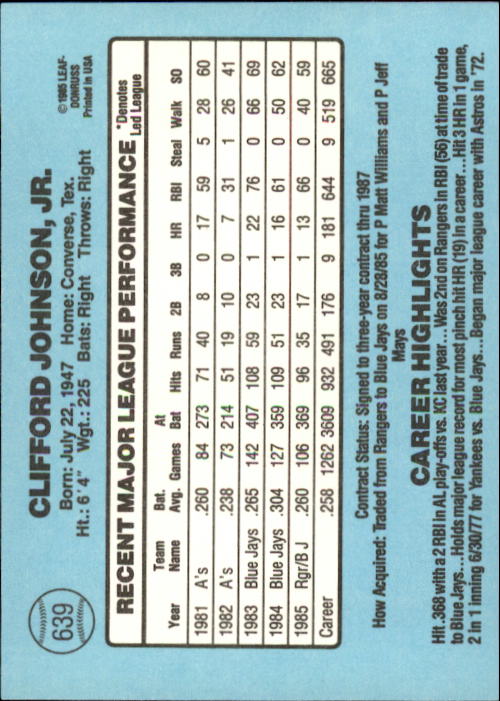 639
CLIFFORD JOHNSON, JR.
Born: July 22, 1947 Home: Converse, Tex.
Ht.: 6'4" Wgt.: 225 Bats: Right Throws: Right
©1985 LEAF-
DONRUSS
Printed in USA
RECENT MAJOR LEAGUE PERFORMANCE
*Denotes
Led League
Year Team Name Bat. Avg. Games At Bat Hits Runs 2B 3B HR RBI Steal Walk SO
1981 A's .260 84 273 71 40 8 0 17 59 5 28 60
1982 A's .238 73 214 51 19 10 0 7 31 1 26 41
1983 Blue Jays .265 142 407 108 59 23 1 22 76 0 66 69
1984 Blue Jays .304 127 359 109 51 23 1 16 61 0 50 62
1985 Rgr/BJ .260 106 369 96 35 17 1 13 66 0 40 59
Career .258 1262 3609 932 491 176 9 181 644 9 519 665
Contract Status: Signed to three-year contract thru 1987
How Acquired: Traded from Rangers to Blue Jays on 8/28/85 for P Matt Williams and P Jeff
Mays
CAREER HIGHLIGHTS
Hit .368 with a 2 RBI in AL play-offs vs. KC last year...Was 2nd on Rangers in RBI (56) at time of trade
to Blue Jays...Holds major league record for most pinch hit HR (19) in a career...Hit 3 HR in 1 game,
2 in 1 inning 6/30/77 for Yankees vs. Blue Jays...Began major league career with Astros in '72.